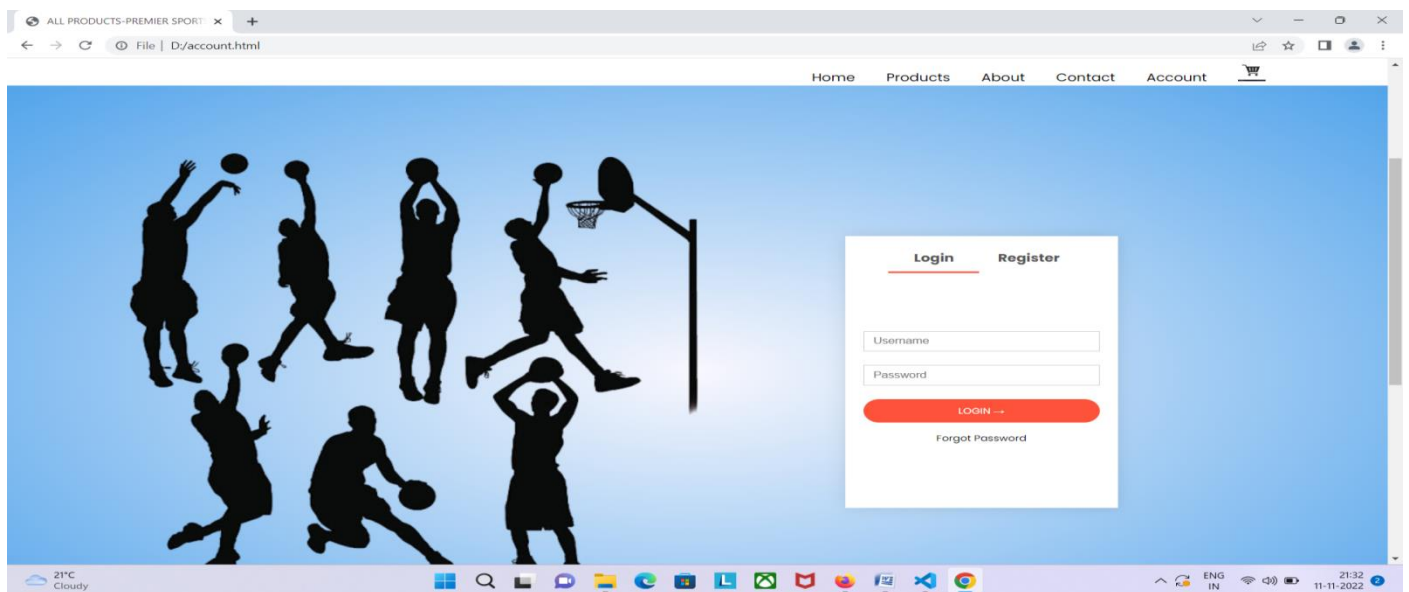 ALL PRODUCTS-PREMIER SPORT
File | D:/account.html
Home Products About Contact Account
Login Register
Username
Password
LOGIN →
Forgot Password
21°C
Cloudy
ENG
IN
21:32
11-11-2022
2